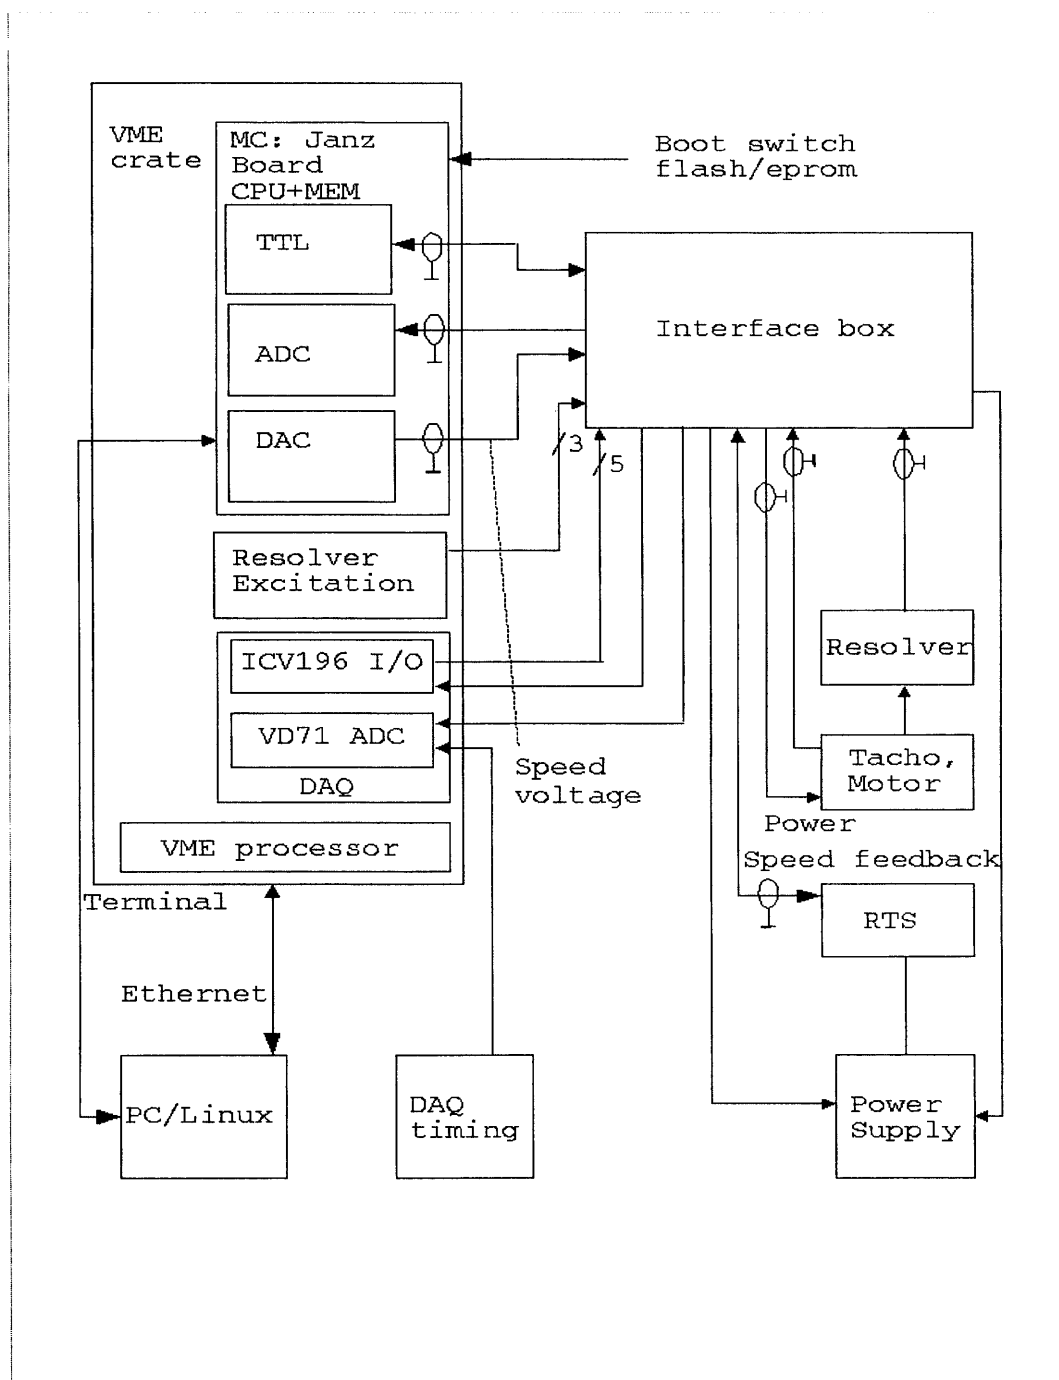 VME
crate
MC: Janz
Board
CPU+MEM
Boot switch
flash/eprom
TTL
Interface box
ADC
DAC
3
5
Resolver
Excitation
ICV196 I/O
Resolver
VD71 ADC
Tacho,
Motor
DAQ
Speed
voltage
Power
VME processor
Speed feedback
Terminal
RTS
Ethernet
PC/Linux
DAQ
timing
Power
Supply